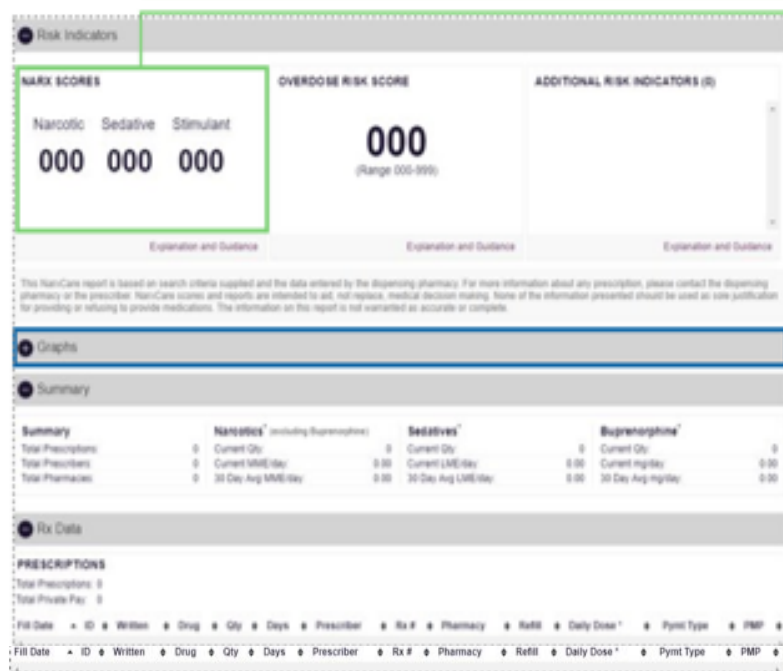 Risk Indicators
NARX SCORES
Narcotic Sedative Stimulant
000 000 000
Explanation and Guidance
OVERDOSE RISK SCORE
000
(Range 000-999)
Explanation and Guidance
ADDITIONAL RISK INDICATORS (0)
Explanation and Guidance
This NarxCare report is based on search criteria supplied and the data entered by the dispensing pharmacy. For more information about any prescription, please contact the dispensing
pharmacy or the prescriber. NarxCare scores and reports are intended to aid, not replace, medical decision making. None of the information presented should be used as sole justification
for providing or refusing to provide medications. The information on this report is not warranted as accurate or complete.
Graphs
Summary
Summary
Total Prescriptions: 0
Total Prescribers: 0
Total Pharmacies: 0
Narcotics* (excluding Buprenorphine)
Current Qty: 0
Current MME/day: 0.00
30 Day Avg MME/day: 0.00
Sedatives*
Current Qty: 0
Current LME/day: 0.00
30 Day Avg LME/day: 0.00
Buprenorphine*
Current Qty: 0
Current mg/day: 0.00
30 Day Avg mg/day: 0.00
Rx Data
PRESCRIPTIONS
Total Prescriptions: 0
Total Private Pay: 0
Fill Date ID Written Drug Qty Days Prescriber Rx # Pharmacy Refill Daily Dose * Pymt Type PMP
Fill Date ID Written Drug Qty Days Prescriber Rx # Pharmacy Refill Daily Dose * Pymt Type PMP